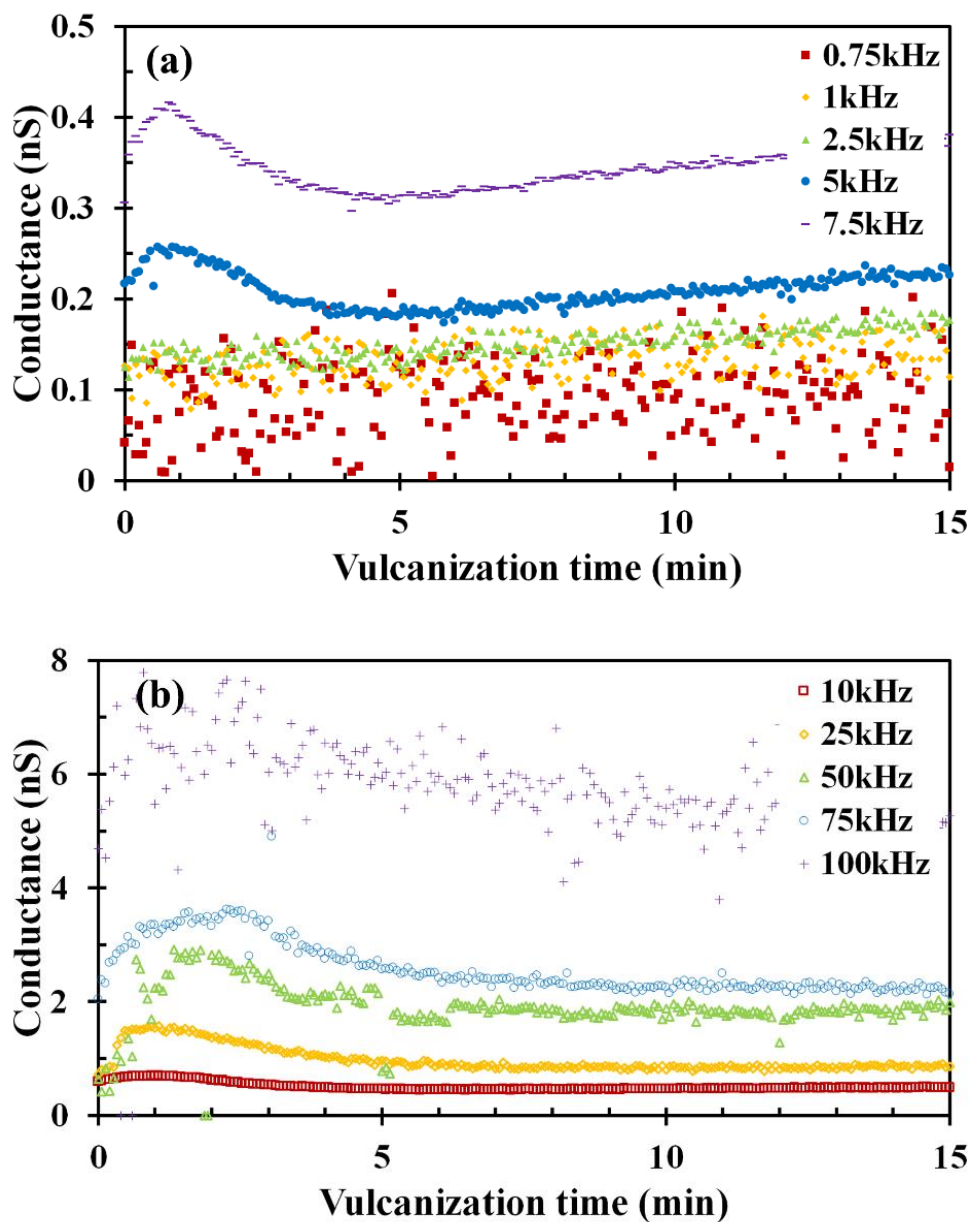 (a)
0.75kHz
1kHz
2.5kHz
5kHz
7.5kHz
0.5
0.4
0.3
0.2
0.1
0
Conductance (nS)
0 5 10 15
Vulcanization time (min)
(b)
10kHz
25kHz
50kHz
75kHz
100kHz
8
6
4
2
0
Conductance (nS)
0 5 10 15
Vulcanization time (min)